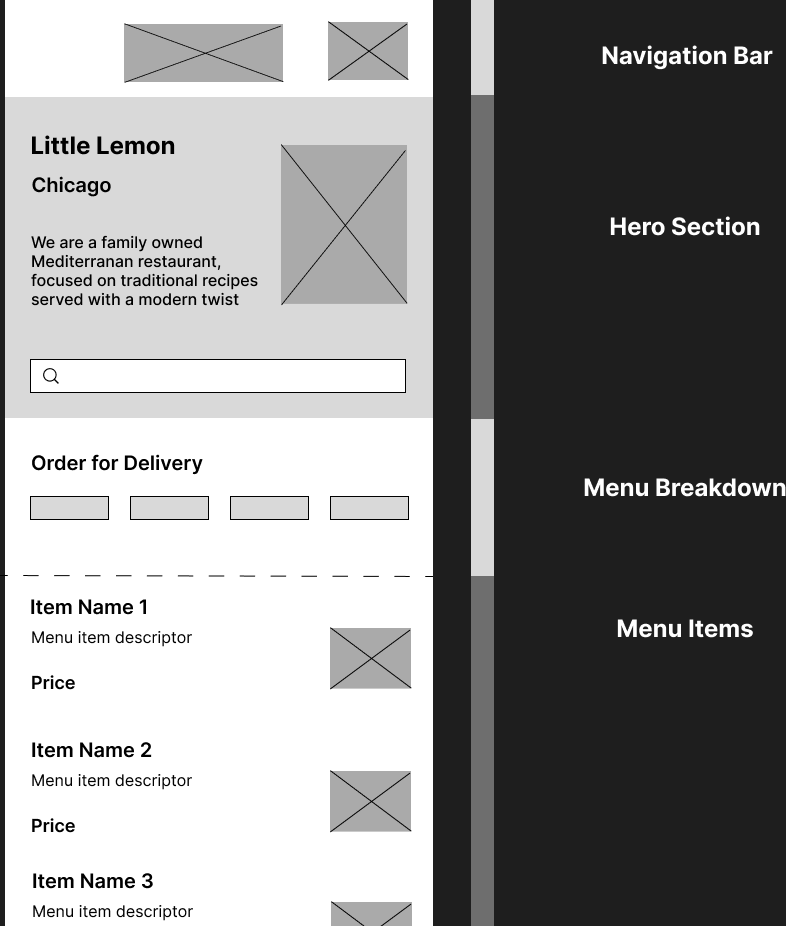 Navigation Bar
Little Lemon
Chicago
We are a family owned
Mediterranan restaurant,
focused on traditional recipes
served with a modern twist
Hero Section
Order for Delivery
Menu Breakdown
Item Name 1
Menu item descriptor
Price
Menu Items
Item Name 2
Menu item descriptor
Price
Item Name 3
Menu item descriptor